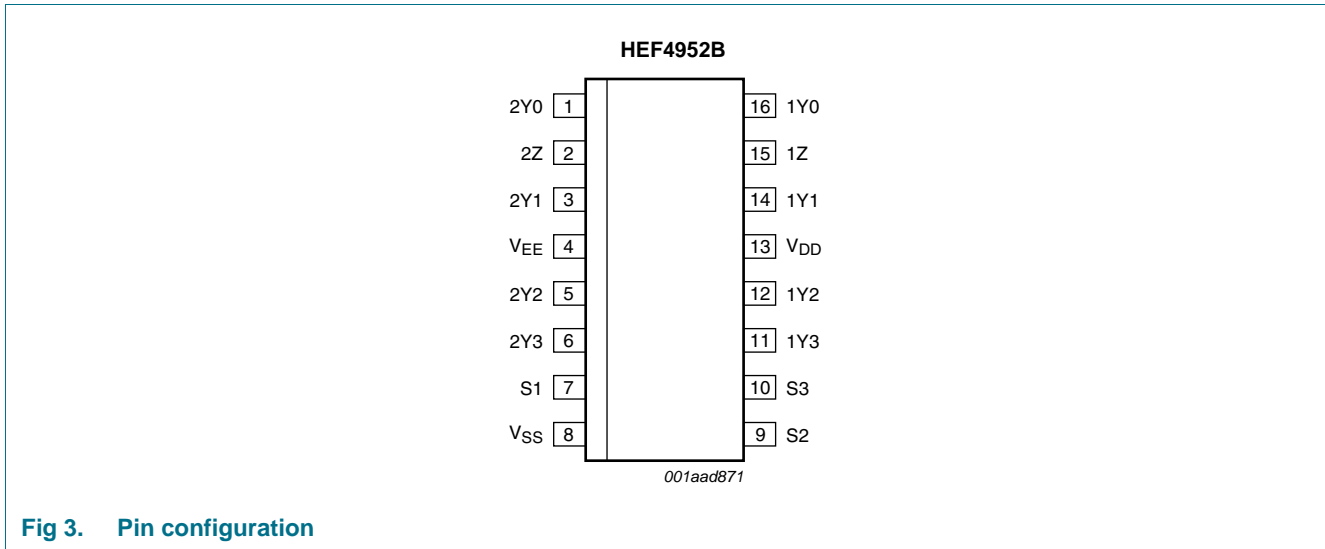 HEF4952B
2Y0 1 16 1Y0
2Z 2 15 1Z
2Y1 3 14 1Y1
VEE 4 13 VDD
2Y2 5 12 1Y2
2Y3 6 11 1Y3
S1 7 10 S3
VSS 8 9 S2
001aad871
Fig 3. Pin configuration